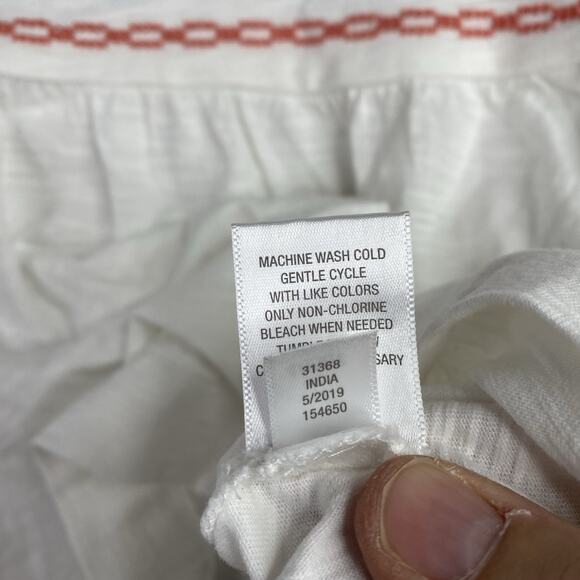 MACHINE WASH COLD
GENTLE CYCLE
WITH LIKE COLORS
ONLY NON-CHLORINE
BLEACH WHEN NEEDED
31368
INDIA
5/2019
154650